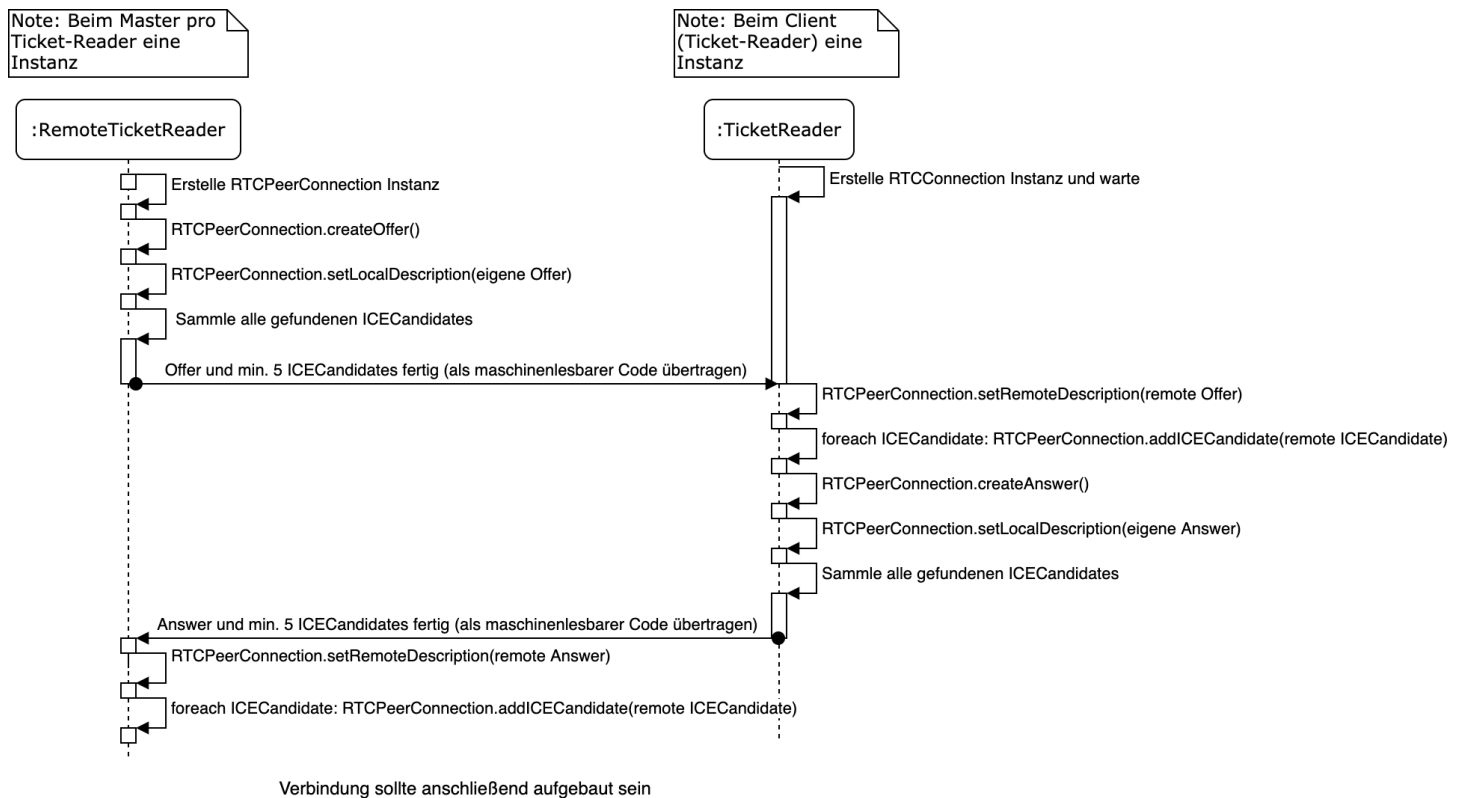 Note: Beim Master pro
Ticket-Reader eine
Instanz
Note: Beim Client
(Ticket-Reader) eine
Instanz
:RemoteTicketReader
:TicketReader
Erstelle RTCPeerConnection Instanz
Erstelle RTCConnection Instanz und warte
RTCPeerConnection.createOffer()
RTCPeerConnection.setLocalDescription(eigene Offer)
Sammle alle gefundenen ICECandidates
Offer und min. 5 ICECandidates fertig (als maschinenlesbarer Code übertragen)
RTCPeerConnection.setRemoteDescription(remote Offer)
foreach ICECandidate: RTCPeerConnection.addICECandidate(remote ICECandidate)
RTCPeerConnection.createAnswer()
RTCPeerConnection.setLocalDescription(eigene Answer)
Sammle alle gefundenen ICECandidates
Answer und min. 5 ICECandidates fertig (als maschinenlesbarer Code übertragen)
RTCPeerConnection.setRemoteDescription(remote Answer)
foreach ICECandidate: RTCPeerConnection.addICECandidate(remote ICECandidate)
Verbindung sollte anschließend aufgebaut sein